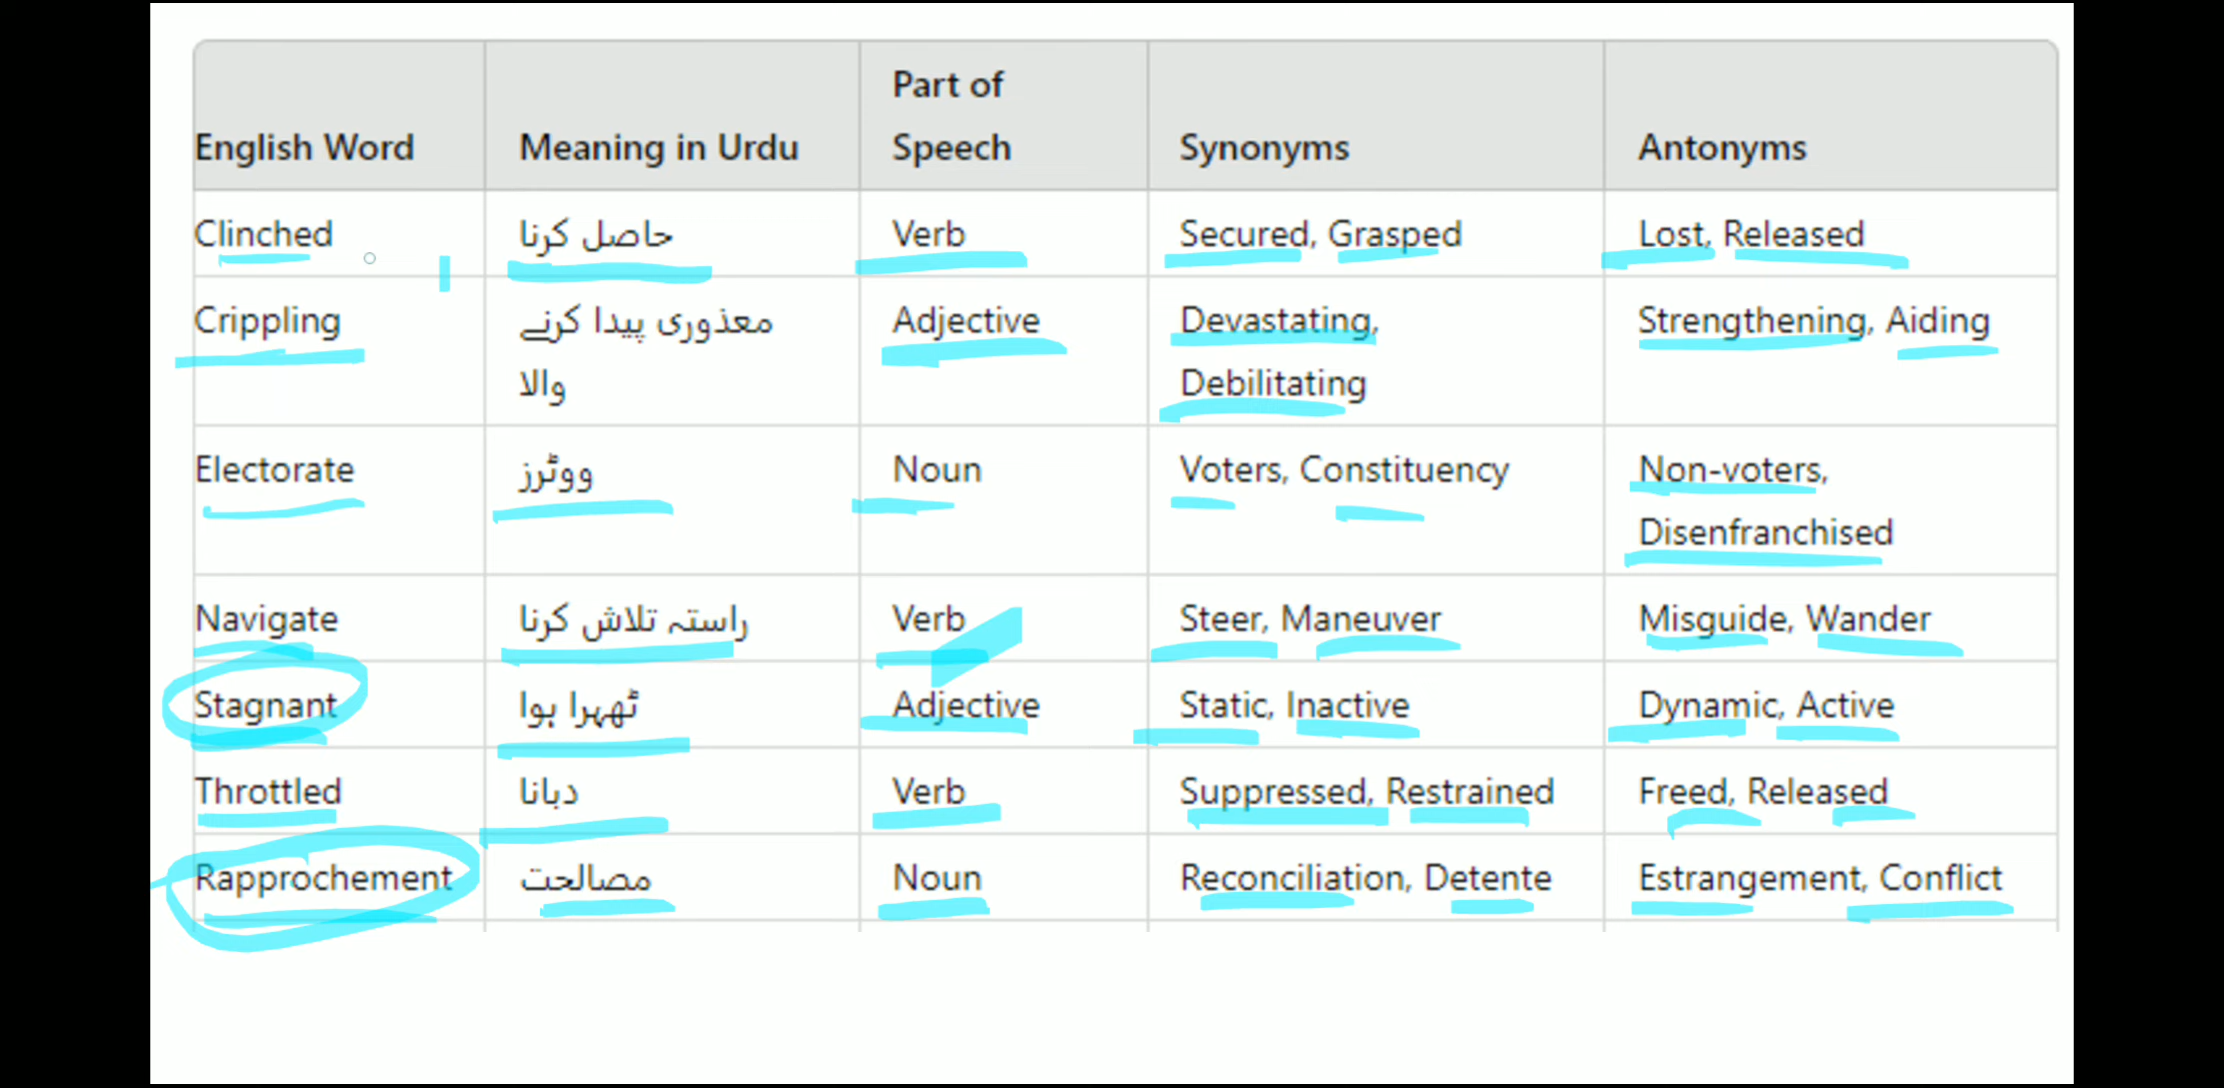 English Word | Meaning in Urdu | Part of Speech | Synonyms | Antonyms
Clinched | حاصل کرنا | Verb | Secured, Grasped | Lost, Released
Crippling | معذوری پیدا کرنے والا | Adjective | Devastating, Debilitating | Strengthening, Aiding
Electorate | ووٹرز | Noun | Voters, Constituency | Non-voters, Disenfranchised
Navigate | راستہ تلاش کرنا | Verb | Steer, Maneuver | Misguide, Wander
Stagnant | ٹھہرا ہوا | Adjective | Static, Inactive | Dynamic, Active
Throttled | دبانا | Verb | Suppressed, Restrained | Freed, Released
Rapprochement | مصالحت | Noun | Reconciliation, Detente | Estrangement, Conflict